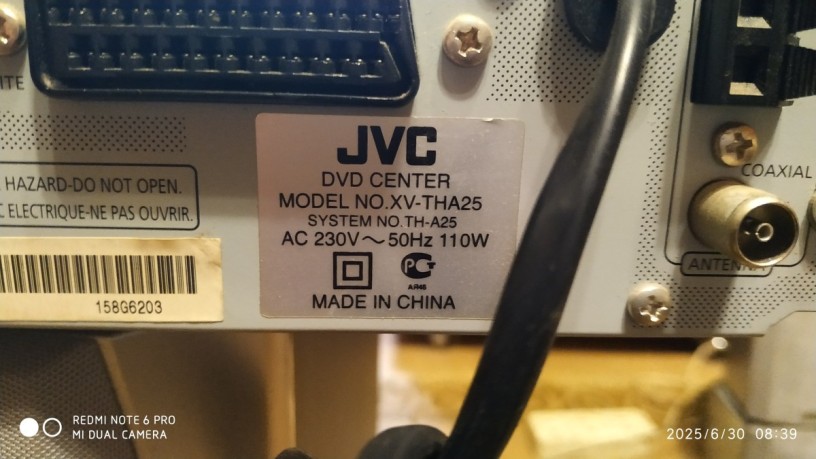 ITE
HAZARD-DO NOT OPEN.
ELECTRIQUE-NE PAS OUVRIR.
158G6203
JVC
DVD CENTER
MODEL NO.XV-THA25
SYSTEM NO.TH-A25
AC 230V～50Hz 110W
AЯ46
MADE IN CHINA
COAXIAL
ANTENNA
REDMI NOTE 6 PRO
MI DUAL CAMERA
2025/6/30 08:39